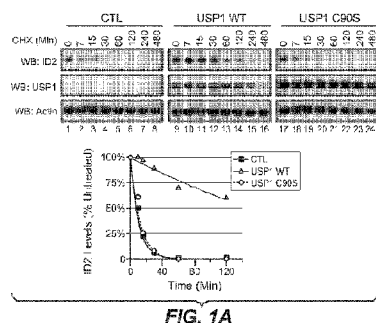 CTL USP1 WT USP1 C90S
CHX (Min) 0 7 15 30 60 120 240 480 0 7 15 30 60 120 240 480 0 7 15 30 60 120 240 480
WB: ID2
WB: USP1
WB: Actin
1 2 3 4 5 6 7 8 9 10 11 12 13 14 15 16 17 18 19 20 21 22 23 24
100%
75%
50%
25%
0
ID2 Levels (% Untreated)
0 40 80 120
Time (Min)
CTL
USP1 WT
USP1 C90S
FIG. 1A